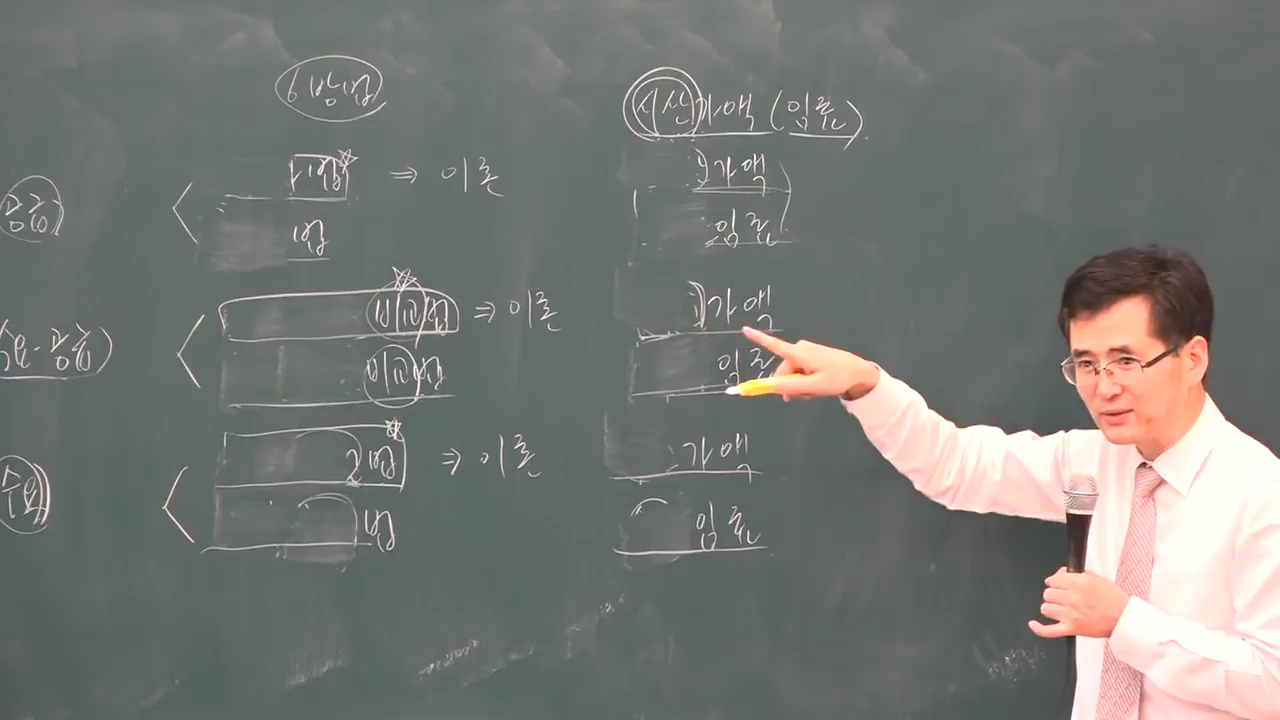 6방법 시산가액 (임료)
공급 법 ⇒ 이론 가액
법 임료
수요·공급 비교법 ⇒ 이론 가액
비교법 임료
수요 법 ⇒ 이론 가액
법 임료